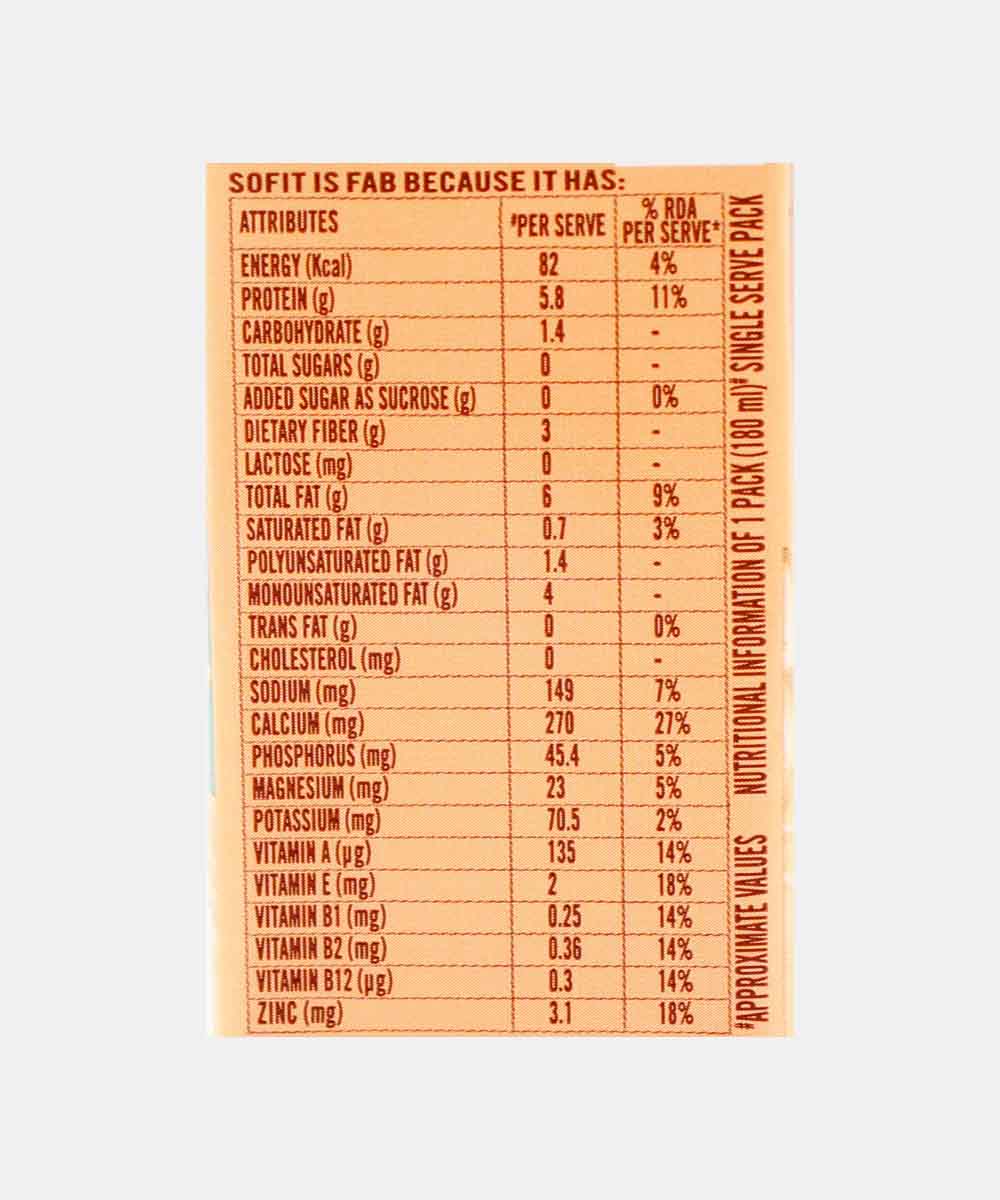 SOFIT IS FAB BECAUSE IT HAS:
ATTRIBUTES #PER SERVE % RDA PER SERVE*
ENERGY (Kcal) 82 4%
PROTEIN (g) 5.8 11%
CARBOHYDRATE (g) 1.4 -
TOTAL SUGARS (g) 0 -
ADDED SUGAR AS SUCROSE (g) 0 0%
DIETARY FIBER (g) 3 -
LACTOSE (mg) 0 -
TOTAL FAT (g) 6 9%
SATURATED FAT (g) 0.7 3%
POLYUNSATURATED FAT (g) 1.4 -
MONOUNSATURATED FAT (g) 4 -
TRANS FAT (g) 0 0%
CHOLESTEROL (mg) 0 -
SODIUM (mg) 149 7%
CALCIUM (mg) 270 27%
PHOSPHORUS (mg) 45.4 5%
MAGNESIUM (mg) 23 5%
POTASSIUM (mg) 70.5 2%
VITAMIN A (µg) 135 14%
VITAMIN E (mg) 2 18%
VITAMIN B1 (mg) 0.25 14%
VITAMIN B2 (mg) 0.36 14%
VITAMIN B12 (µg) 0.3 14%
ZINC (mg) 3.1 18%
#APPROXIMATE VALUES NUTRITIONAL INFORMATION OF 1 PACK (180 ml)# SINGLE SERVE PACK